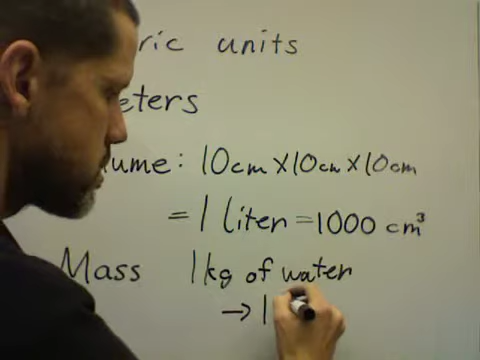 ric units
eters
ume: 10cm x 10cm x 10cm
= 1 liter = 1000 cm³
Mass 1kg of water
→ 1